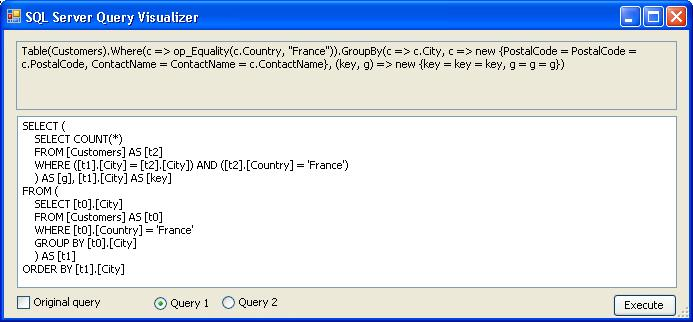 SQL Server Query Visualizer
Table(Customers).Where(c => op_Equality(c.Country, "France")).GroupBy(c => c.City, c => new {PostalCode = PostalCode =
c.PostalCode, ContactName = ContactName = c.ContactName}, (key, g) => new {key = key = key, g = g = g})
SELECT (
SELECT COUNT(*)
FROM [Customers] AS [t2]
WHERE ([t1].[City] = [t2].[City]) AND ([t2].[Country] = 'France')
) AS [g], [t1].[City] AS [key]
FROM (
SELECT [t0].[City]
FROM [Customers] AS [t0]
WHERE [t0].[Country] = 'France'
GROUP BY [t0].[City]
) AS [t1]
ORDER BY [t1].[City]
Original query
Query 1
Query 2
Execute